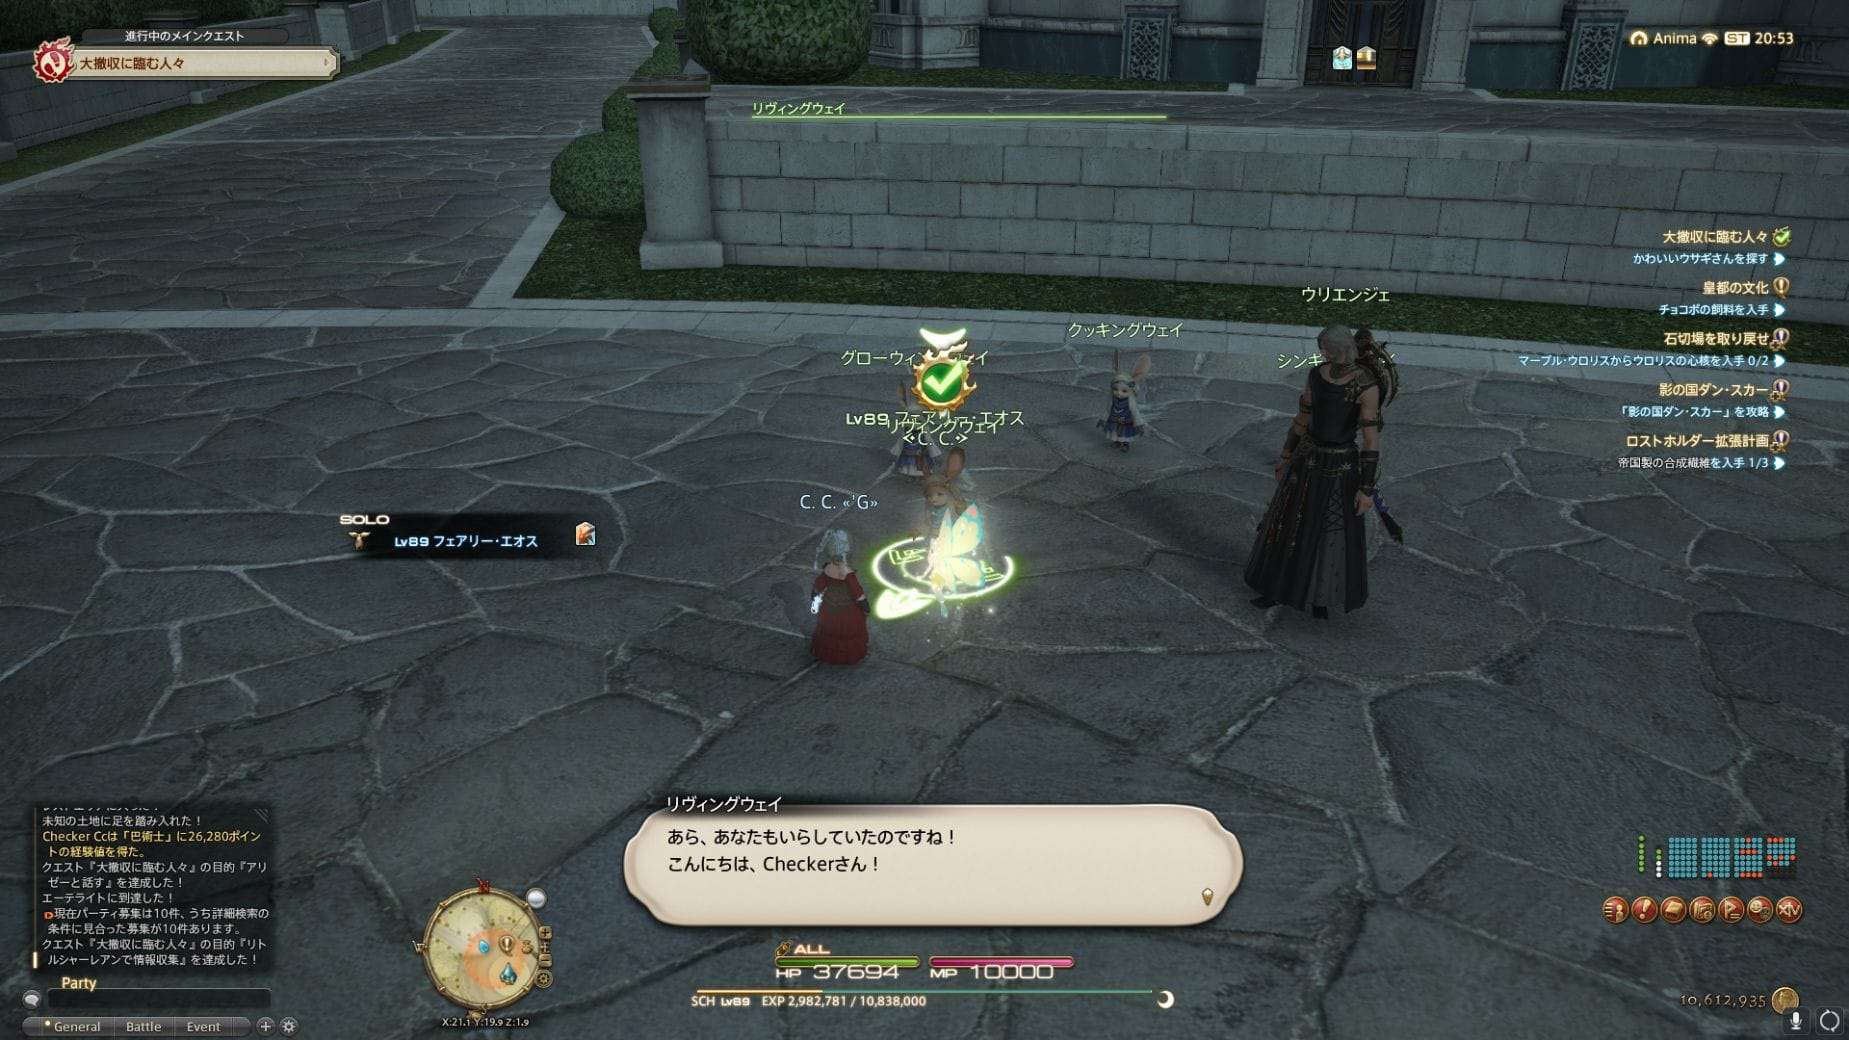 進行中のメインクエスト
大撤収に臨む人々
Anima ST 20:53
リヴィングウェイ
大撤収に臨む人々
かわいいウサギさんを探す
皇都の文化
チョコボの飼料を入手
石切場を取り戻せ
マーブル・ウロリスからウロリスの心核を入手 0/2
影の国ダン・スカー
「影の国ダン・スカー」を攻略
ロストホルダー拡張計画
帝国製の合成繊維を入手 1/3
ウリエンジェ
クッキングウェイ
グローウィ
シンキ
Lv89 フェアリー・エオス
リヴィングウェイ
C. C.
C. C. «'G»
SOLO
Lv89 フェアリー・エオス
リヴィングウェイ
あら、あなたもいらしていたのですね！
こんにちは、Checkerさん！
未知の土地に足を踏み入れた！
Checker Ccは「巴術士」に26,280ポイン
トの経験値を得た。
クエスト『大撤収に臨む人々』の目的『アリ
ゼーと話す』を達成した！
エーテライトに到達した！
現在パーティ募集は10件、うち詳細検索の
条件に見合った募集が10件あります。
クエスト『大撤収に臨む人々』の目的『リト
ルシャーレアンで情報収集』を達成した！
Party
General Battle Event
N
X:21.1 Y:19.9 Z:1.9
ALL
HP 37694 MP 10000
SCH Lv89 EXP 2,982,781 / 10,838,000
XIV
10,612,935